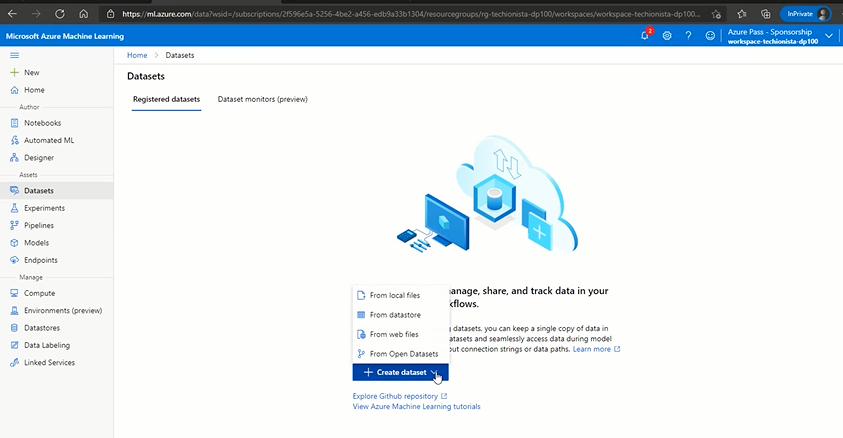 https://ml.azure.com/data?wsid=/subscriptions/2f596e5a-5256-4be2-a456-edb9a33b1304/resourcegroups/rg-techionista-dp100/workspaces/workspace-techionista-dp100...
InPrivate
Microsoft Azure Machine Learning
2
Azure Pass - Sponsorship
workspace-techionista-dp100
Home > Datasets
New
Home
Author
Notebooks
Automated ML
Designer
Assets
Datasets
Experiments
Pipelines
Models
Endpoints
Manage
Compute
Environments (preview)
Datastores
Data Labeling
Linked Services
Datasets
Registered datasets
Dataset monitors (preview)
From local files
From datastore
From web files
From Open Datasets
Create dataset
anage, share, and track data in your
kflows.
g datasets, you can keep a single copy of data in
atasets and seamlessly access data during model
out connection strings or data paths. Learn more
Explore Github repository
View Azure Machine Learning tutorials